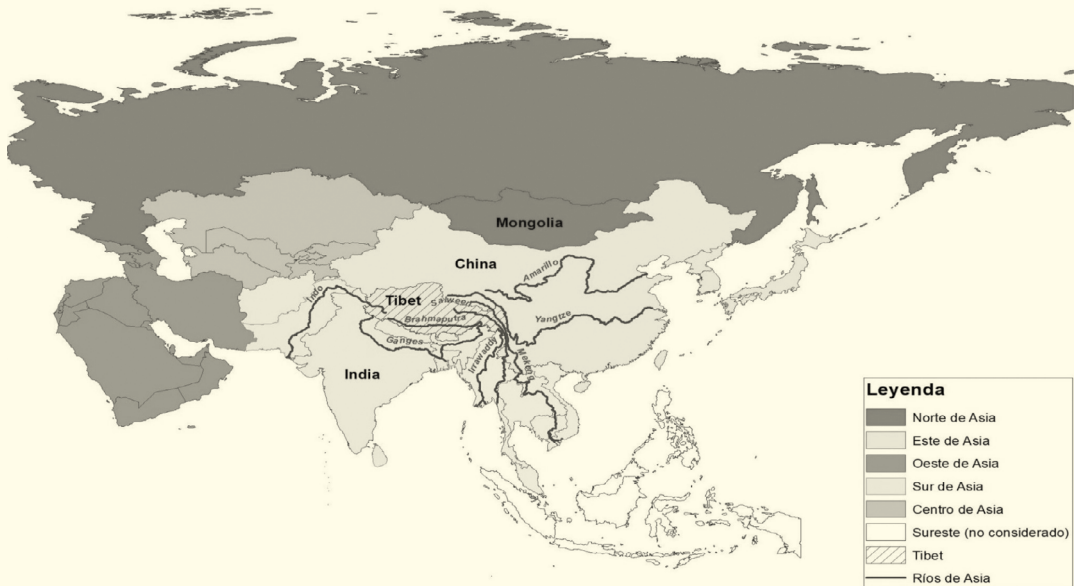 Mongolia
China
Amarillo
Indo
Tibet
Salween
Brahmaputra
Yangtze
Ganges
Irrawaddy
Mekong
India
Leyenda
Norte de Asia
Este de Asia
Oeste de Asia
Sur de Asia
Centro de Asia
Sureste (no considerado)
Tibet
Ríos de Asia